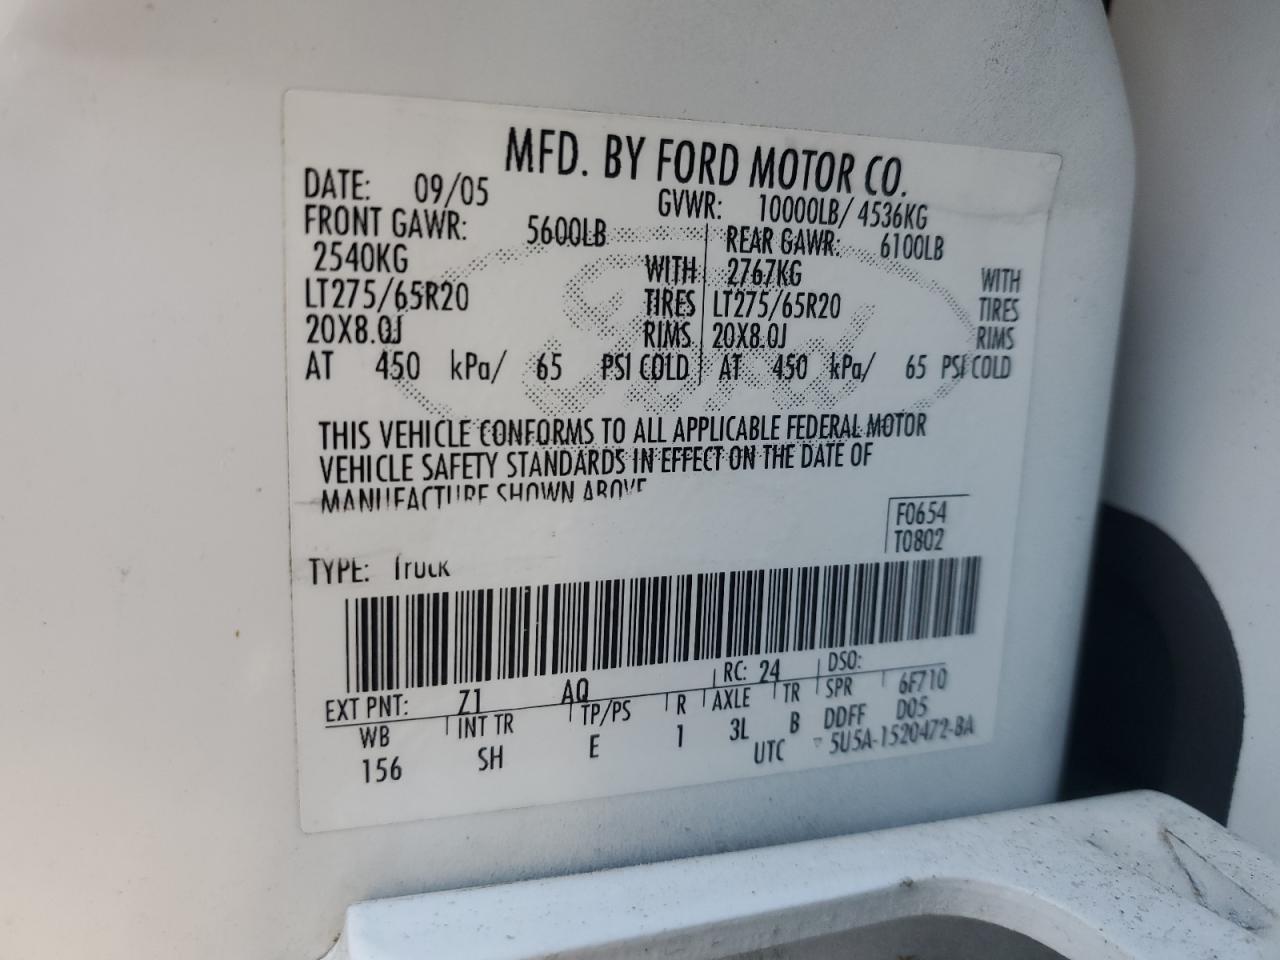 MFD. BY FORD MOTOR CO.
DATE: 09/05 GVWR: 10000LB/ 4536KG
FRONT GAWR: 5600LB REAR GAWR: 6100LB
2540KG WITH 2767KG WITH
LT275/65R20 TIRES LT275/65R20 TIRES
20X8.0J RIMS 20X8.0J RIMS
AT 450 kPa/ 65 PSI COLD AT 450 kPa/ 65 PSI COLD
THIS VEHICLE CONFORMS TO ALL APPLICABLE FEDERAL MOTOR
VEHICLE SAFETY STANDARDS IN EFFECT ON THE DATE OF
MANUFACTURE SHOWN ABOVE
F0654
T0802
TYPE: Truck
EXT PNT: Z1 AQ RC: 24 DSO:
WB INT TR TP/PS R AXLE TR SPR 6F710
156 SH E 1 3L B DDFF D05
UTC 5U5A-1520472-BA
Ford